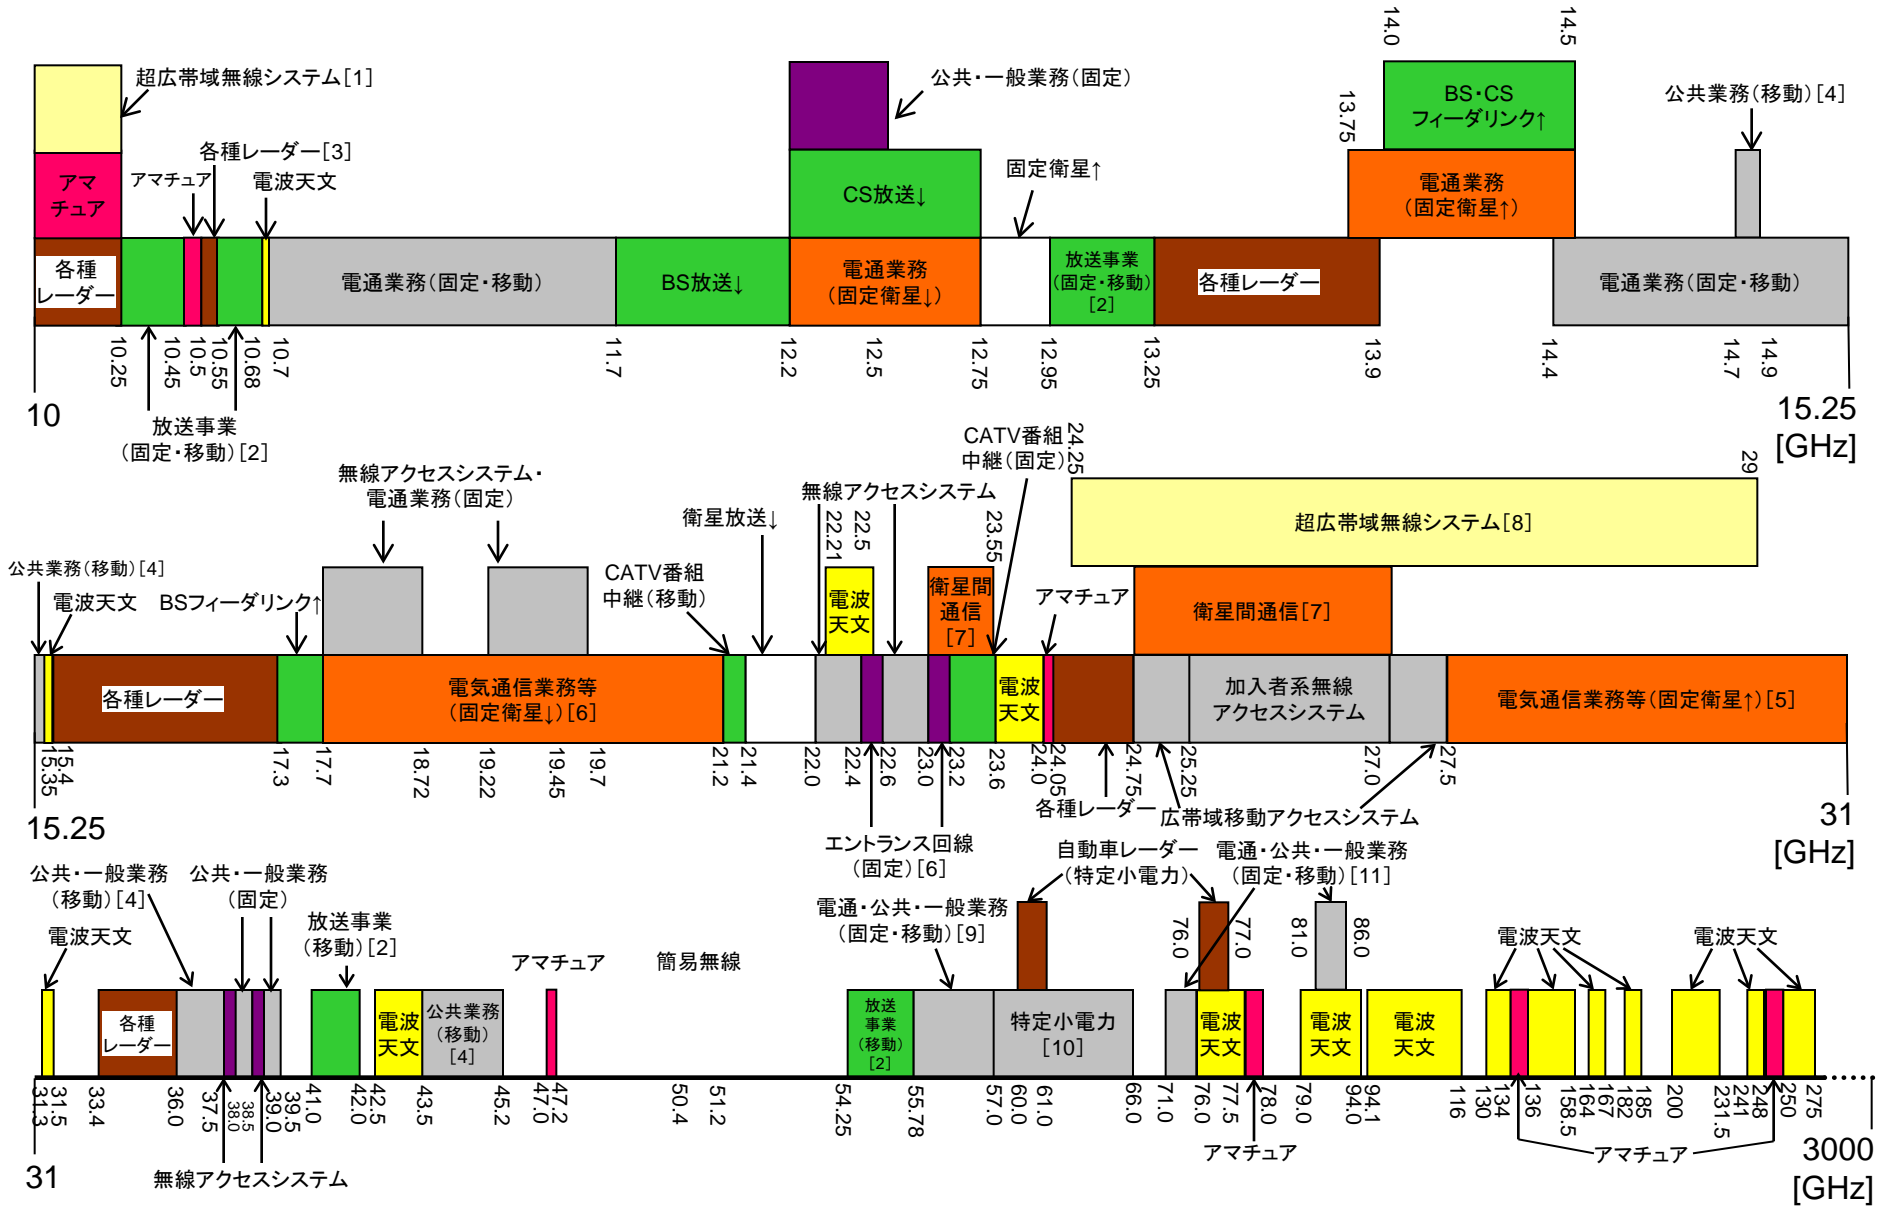 超広帯域無線システム[1]
アマ
チュア
各種
レーダー
アマチュア
各種レーダー[3]
電波天文
電通業務(固定・移動)
BS放送↓
公共・一般業務(固定)
CS放送↓
電通業務
(固定衛星↓)
固定衛星↑
放送事業
(固定・移動)
[2]
各種レーダー
14.0
14.5
13.75
BS・CS
フィーダリンク↑
電通業務
(固定衛星↑)
公共業務(移動)[4]
電通業務(固定・移動)
10.25
10.45
10.5
10.55
10.68
10.7
11.7
12.2
12.5
12.75
12.95
13.25
13.9
14.4
14.7
14.9
10
15.25
[GHz]
放送事業
(固定・移動)[2]
無線アクセスシステム・
電通業務(固定)
公共業務(移動)[4]
電波天文
BSフィーダリンク↑
各種レーダー
電気通信業務等
(固定衛星↓)[6]
CATV番組
中継(移動)
衛星放送↓
無線アクセスシステム
22.21
22.5
電波
天文
23.55
衛星間
通信
[7]
CATV番組
中継(固定)
24.25
29
超広帯域無線システム[8]
アマチュア
衛星間通信[7]
電波
天文
加入者系無線
アクセスシステム
電気通信業務等(固定衛星↑)[5]
15.35
15.4
17.3
17.7
18.72
19.22
19.45
19.7
21.2
21.4
22.0
22.4
22.6
23.0
23.2
23.6
24.0
24.05
24.75
25.25
27.0
27.5
15.25
31
[GHz]
エントランス回線
(固定)[6]
各種レーダー
広帯域移動アクセスシステム
公共・一般業務
(移動)[4]
公共・一般業務
(固定)
電波天文
放送事業
(移動)[2]
アマチュア
簡易無線
電通・公共・一般業務
(固定・移動)[9]
自動車レーダー
(特定小電力)
電通・公共・一般業務
(固定・移動)[11]
76.0
77.0
81.0
86.0
電波天文
電波天文
各種
レーダー
電波
天文
公共業務
(移動)
[4]
放送
事業
(移動)
[2]
特定小電力
[10]
電波
天文
電波
天文
電波
天文
31.3
31.5
33.4
36.0
37.5
38.0
38.5
39.0
39.5
41.0
42.0
42.5
43.5
45.2
47.0
47.2
50.4
51.2
54.25
55.78
57.0
60.0
61.0
66.0
71.0
76.0
77.5
78.0
79.0
94.0
94.1
116
130
134
136
158.5
164
167
182
185
200
231.5
241
248
250
275
31
無線アクセスシステム
アマチュア
アマチュア
3000
[GHz]